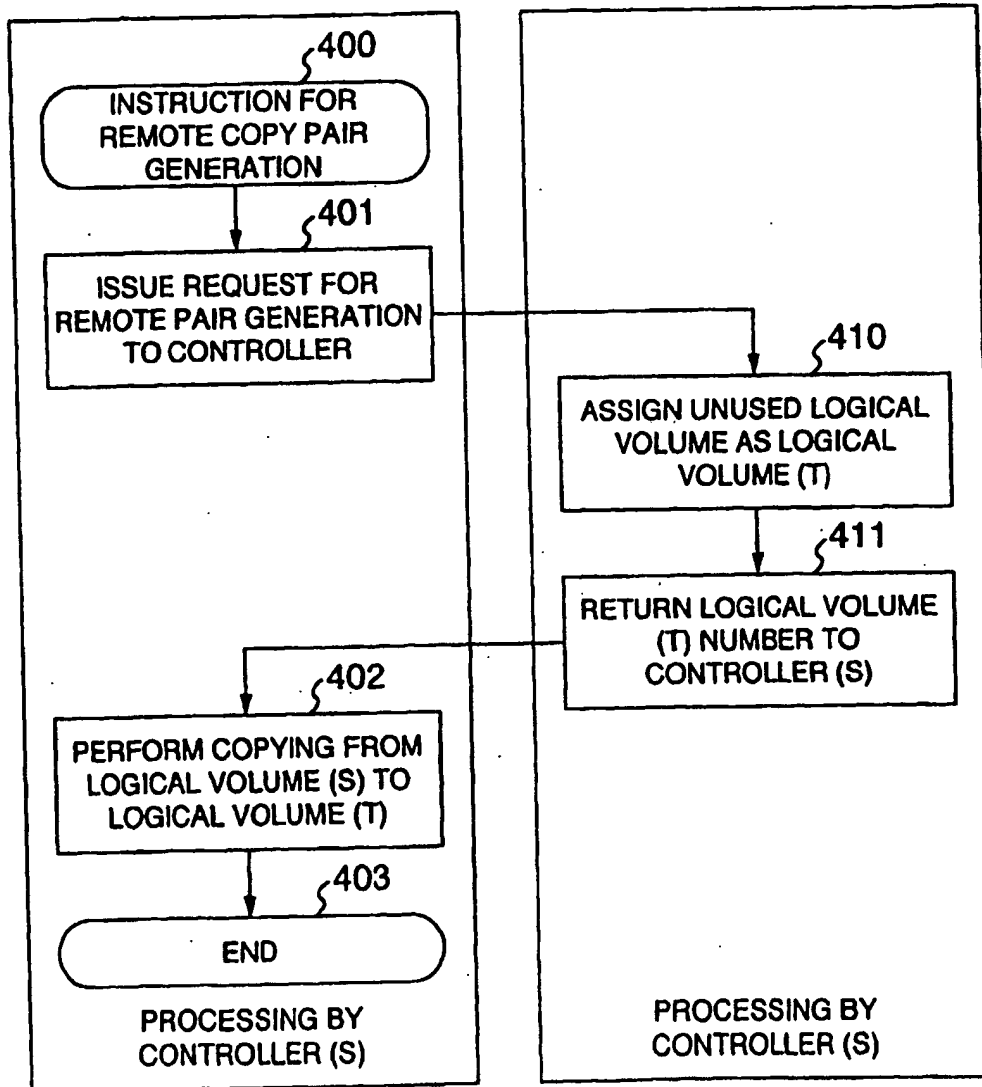 400
INSTRUCTION FOR
REMOTE COPY PAIR
GENERATION
401
ISSUE REQUEST FOR
REMOTE PAIR GENERATION
TO CONTROLLER
410
ASSIGN UNUSED LOGICAL
VOLUME AS LOGICAL
VOLUME (T)
411
RETURN LOGICAL VOLUME
(T) NUMBER TO
CONTROLLER (S)
402
PERFORM COPYING FROM
LOGICAL VOLUME (S) TO
LOGICAL VOLUME (T)
403
END
PROCESSING BY
CONTROLLER (S)
PROCESSING BY
CONTROLLER (S)